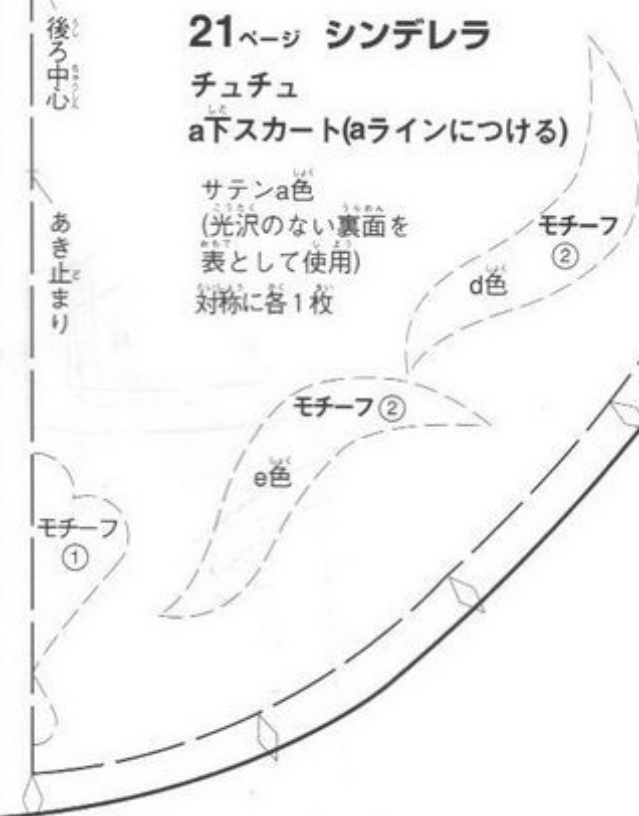 21ページ シンデレラ
チュチュ
a下スカート(aラインにつける)
サテンa色
(光沢のない裏面を
表として使用)
対称に各1枚
後ろ中心
あき止まり
モチーフ
②
d色
モチーフ②
e色
モチーフ
①